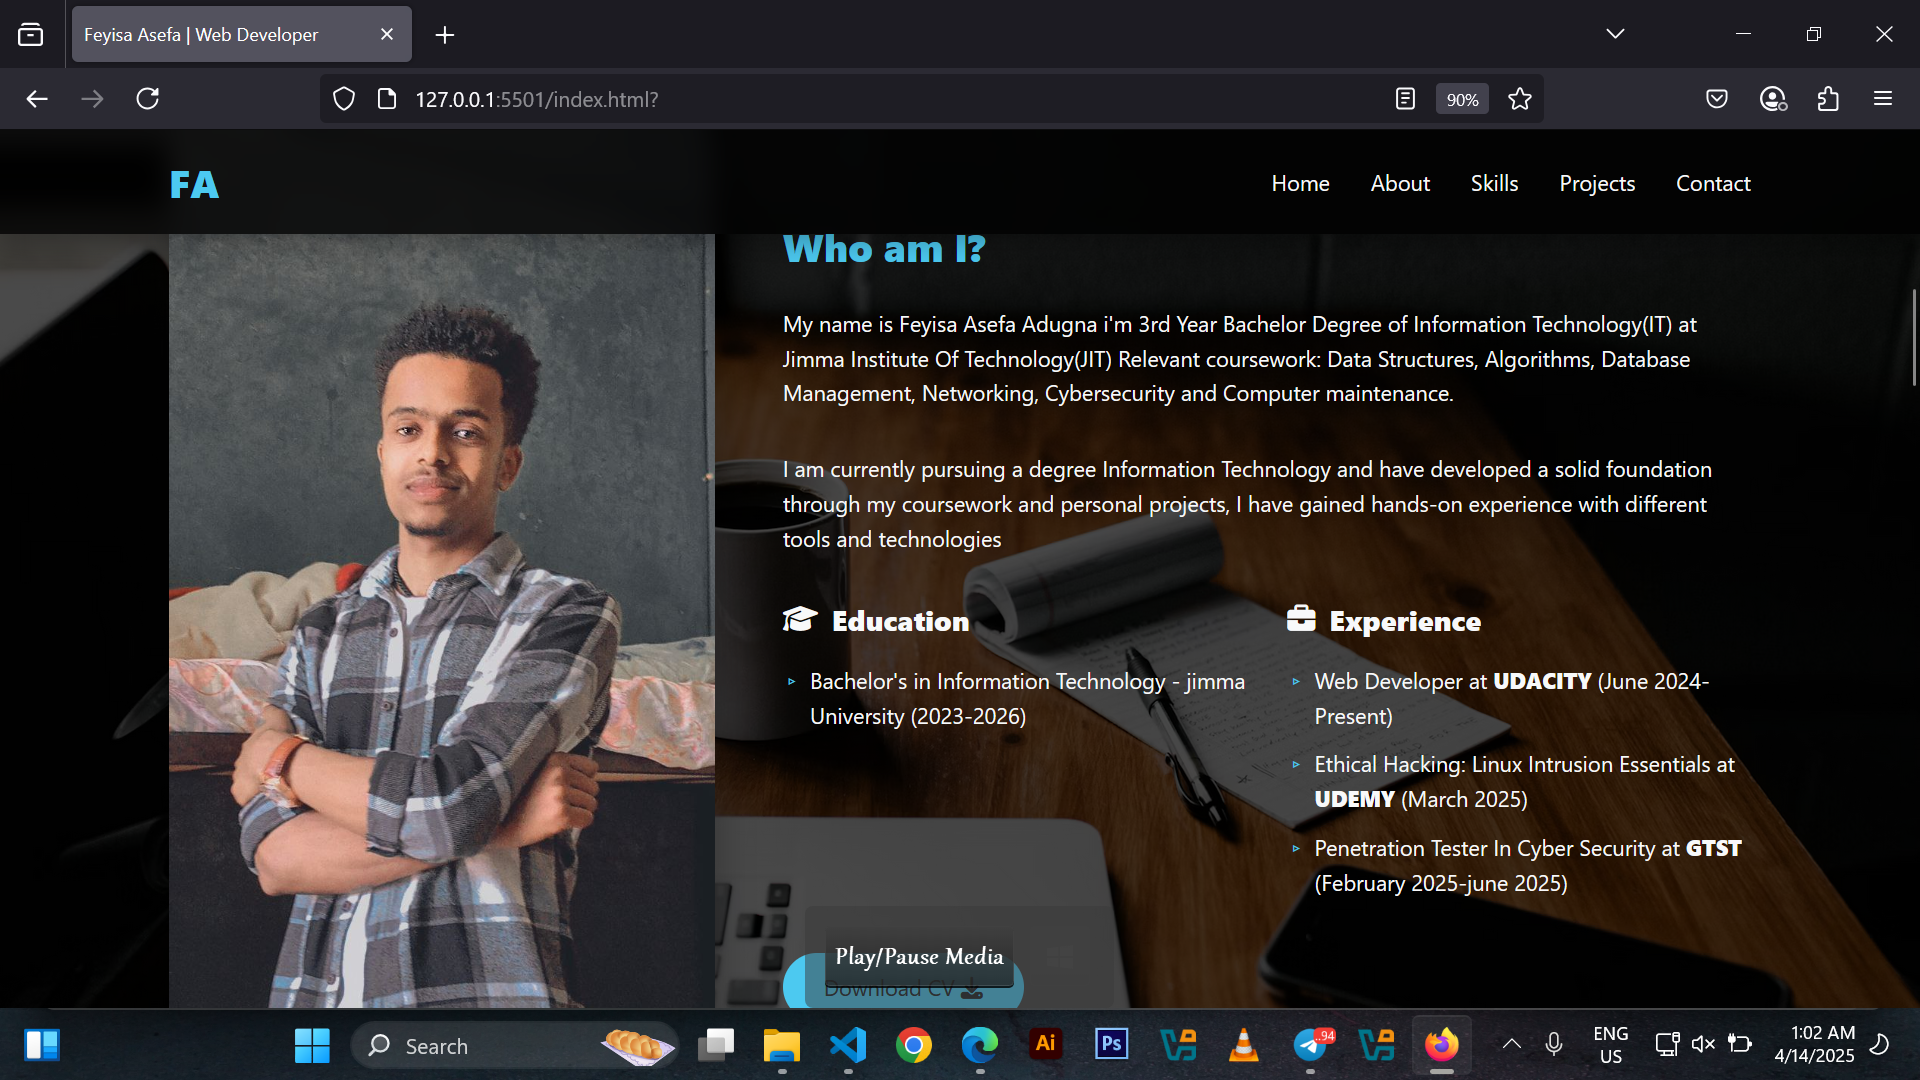 Feyisa Asefa | Web Developer
127.0.0.1:5501/index.html?
90%
FA
Home About Skills Projects Contact
Who am I?
My name is Feyisa Asefa Adugna i'm 3rd Year Bachelor Degree of Information Technology(IT) at
Jimma Institute Of Technology(JIT) Relevant coursework: Data Structures, Algorithms, Database
Management, Networking, Cybersecurity and Computer maintenance.
I am currently pursuing a degree Information Technology and have developed a solid foundation
through my coursework and personal projects, I have gained hands-on experience with different
tools and technologies
Education
Bachelor's in Information Technology - jimma
University (2023-2026)
Experience
Web Developer at UDACITY (June 2024-
Present)
Ethical Hacking: Linux Intrusion Essentials at
UDEMY (March 2025)
Penetration Tester In Cyber Security at GTST
(February 2025-june 2025)
Play/Pause Media
Download CV
Search
Ai
Ps
..94
ENG
US
1:02 AM
4/14/2025